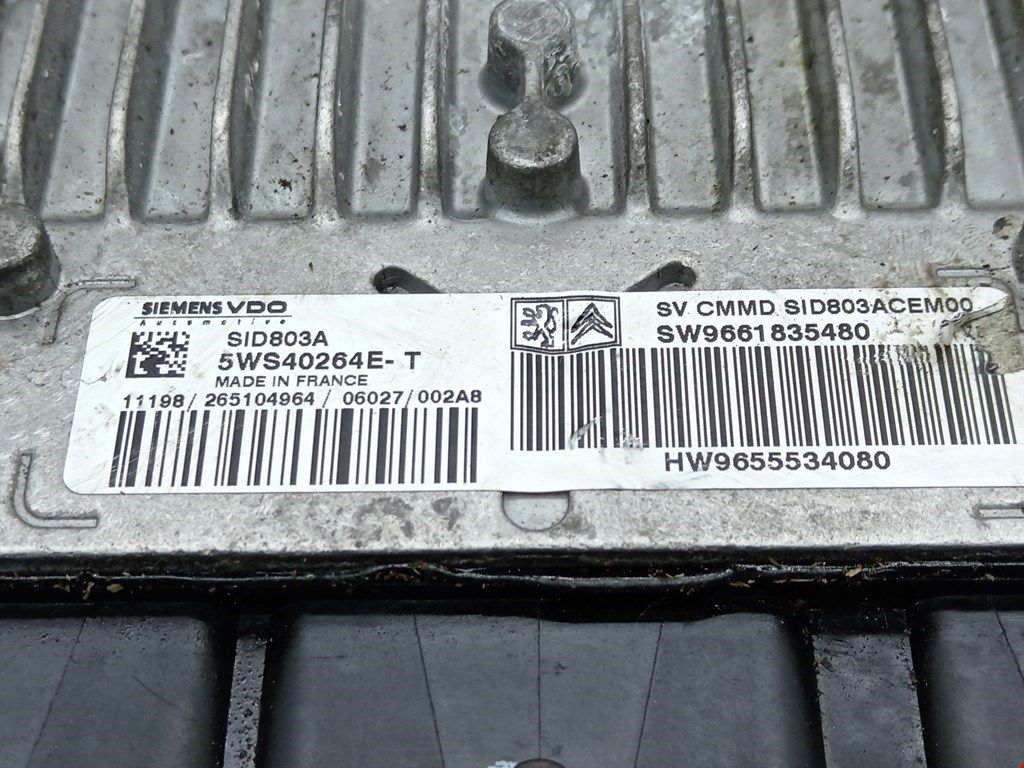 SIEMENS VDO
Automotive
SID803A
5WS40264E-T
MADE IN FRANCE
11198/265104964/06027/002A8
SV CMMD SID803ACEM00
SW9661835480
HW9655534080